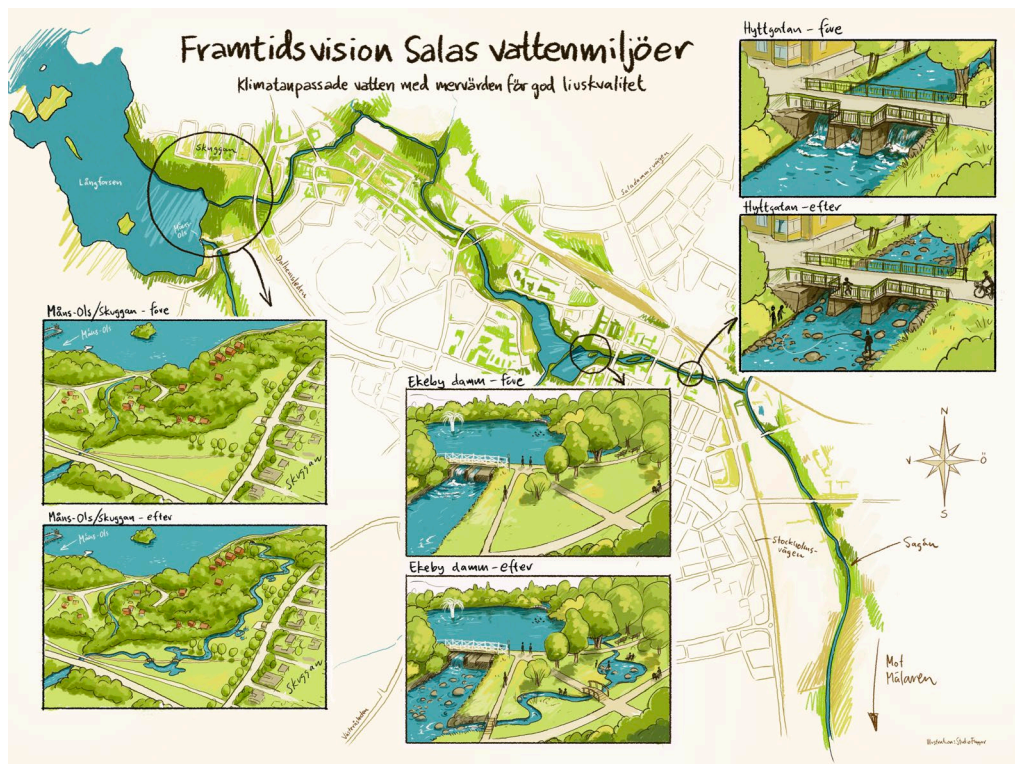 Framtidsvision Salas vattenmiljöer
Klimatanpassade vatten med mervärden för god livskvalitet
Hyttgatan - före
Hyttgatan - efter
Långforsen
Skuggan
Måns-Ols
Saladammsvägen
Måns-Ols/Skuggan - före
Måns-Ols
Skuggan
Måns-Ols/Skuggan - efter
Måns-Ols
Skuggan
Ekeby damm - före
Ekeby damm - efter
N
V
Ö
S
Stockholms-
vägen
Sagån
Mot
Mälaren
Västeråsleden